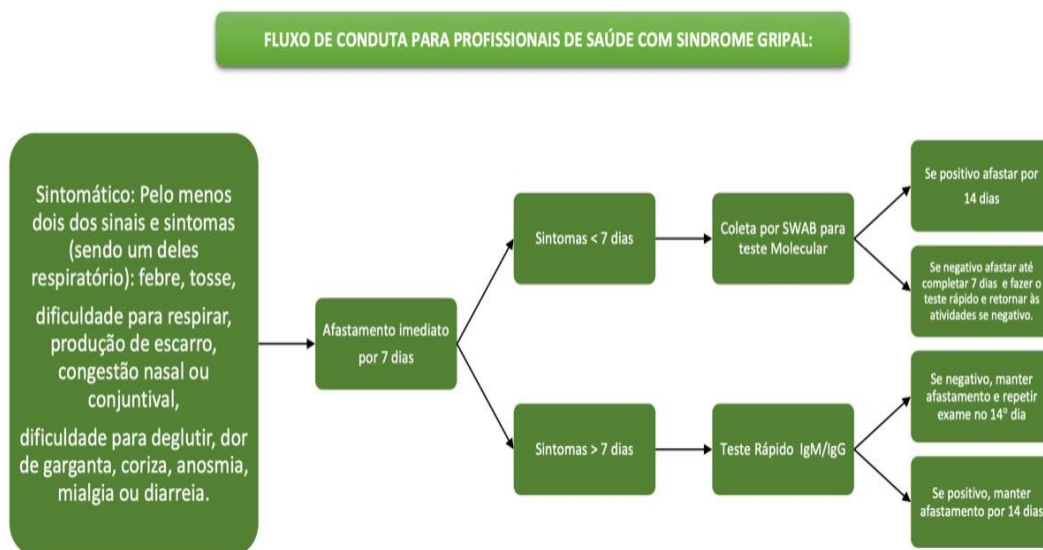 FLUXO DE CONDUTA PARA PROFISSIONAIS DE SAÚDE COM SINDROME GRIPAL:
Sintomático: Pelo menos
dois dos sinais e sintomas
(sendo um deles
respiratório): febre, tosse,
dificuldade para respirar,
produção de escarro,
congestão nasal ou
conjuntival,
dificuldade para deglutir, dor
de garganta, coriza, anosmia,
mialgia ou diarreia.
Afastamento imediato
por 7 dias
Sintomas < 7 dias
Coleta por SWAB para
teste Molecular
Se positivo afastar por
14 dias
Se negativo afastar até
completar 7 dias e fazer o
teste rápido e retornar às
atividades se negativo.
Sintomas > 7 dias
Teste Rápido IgM/IgG
Se negativo, manter
afastamento e repetir
exame no 14º dia
Se positivo, manter
afastamento por 14 dias